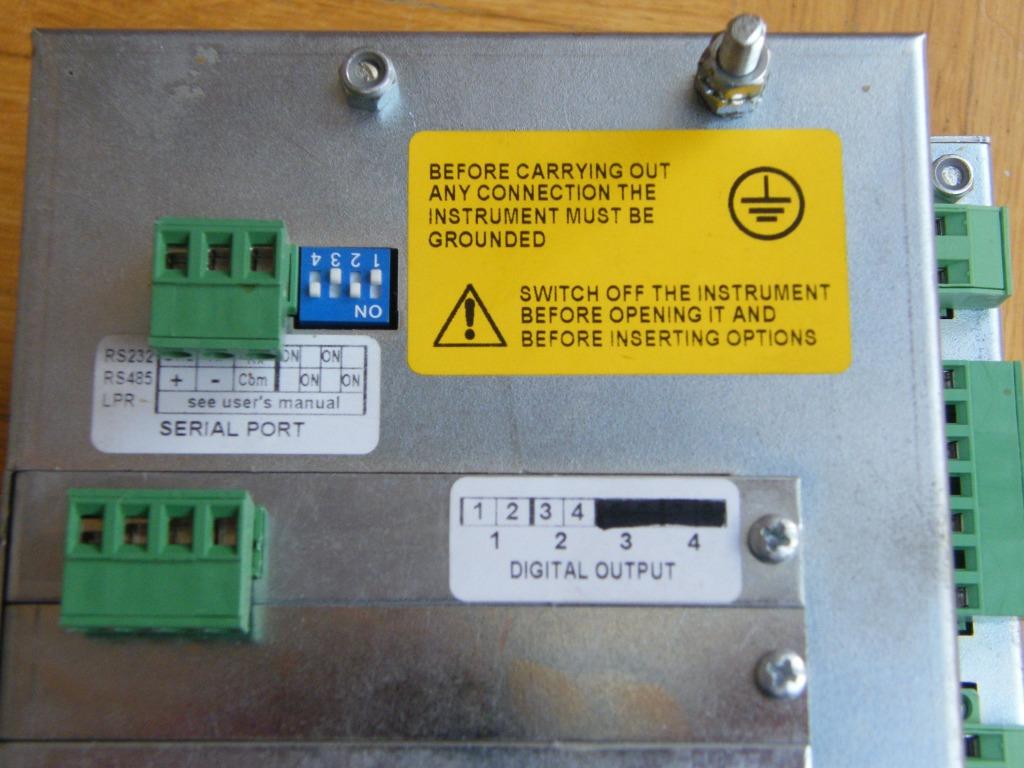 BEFORE CARRYING OUT
ANY CONNECTION THE
INSTRUMENT MUST BE
GROUNDED
SWITCH OFF THE INSTRUMENT
BEFORE OPENING IT AND
BEFORE INSERTING OPTIONS
1 2 3 4
ON
RS232 ON ON
RS485 + - Com ON ON
LPR see user's manual
SERIAL PORT
1 2 3 4
1 2 3 4
DIGITAL OUTPUT